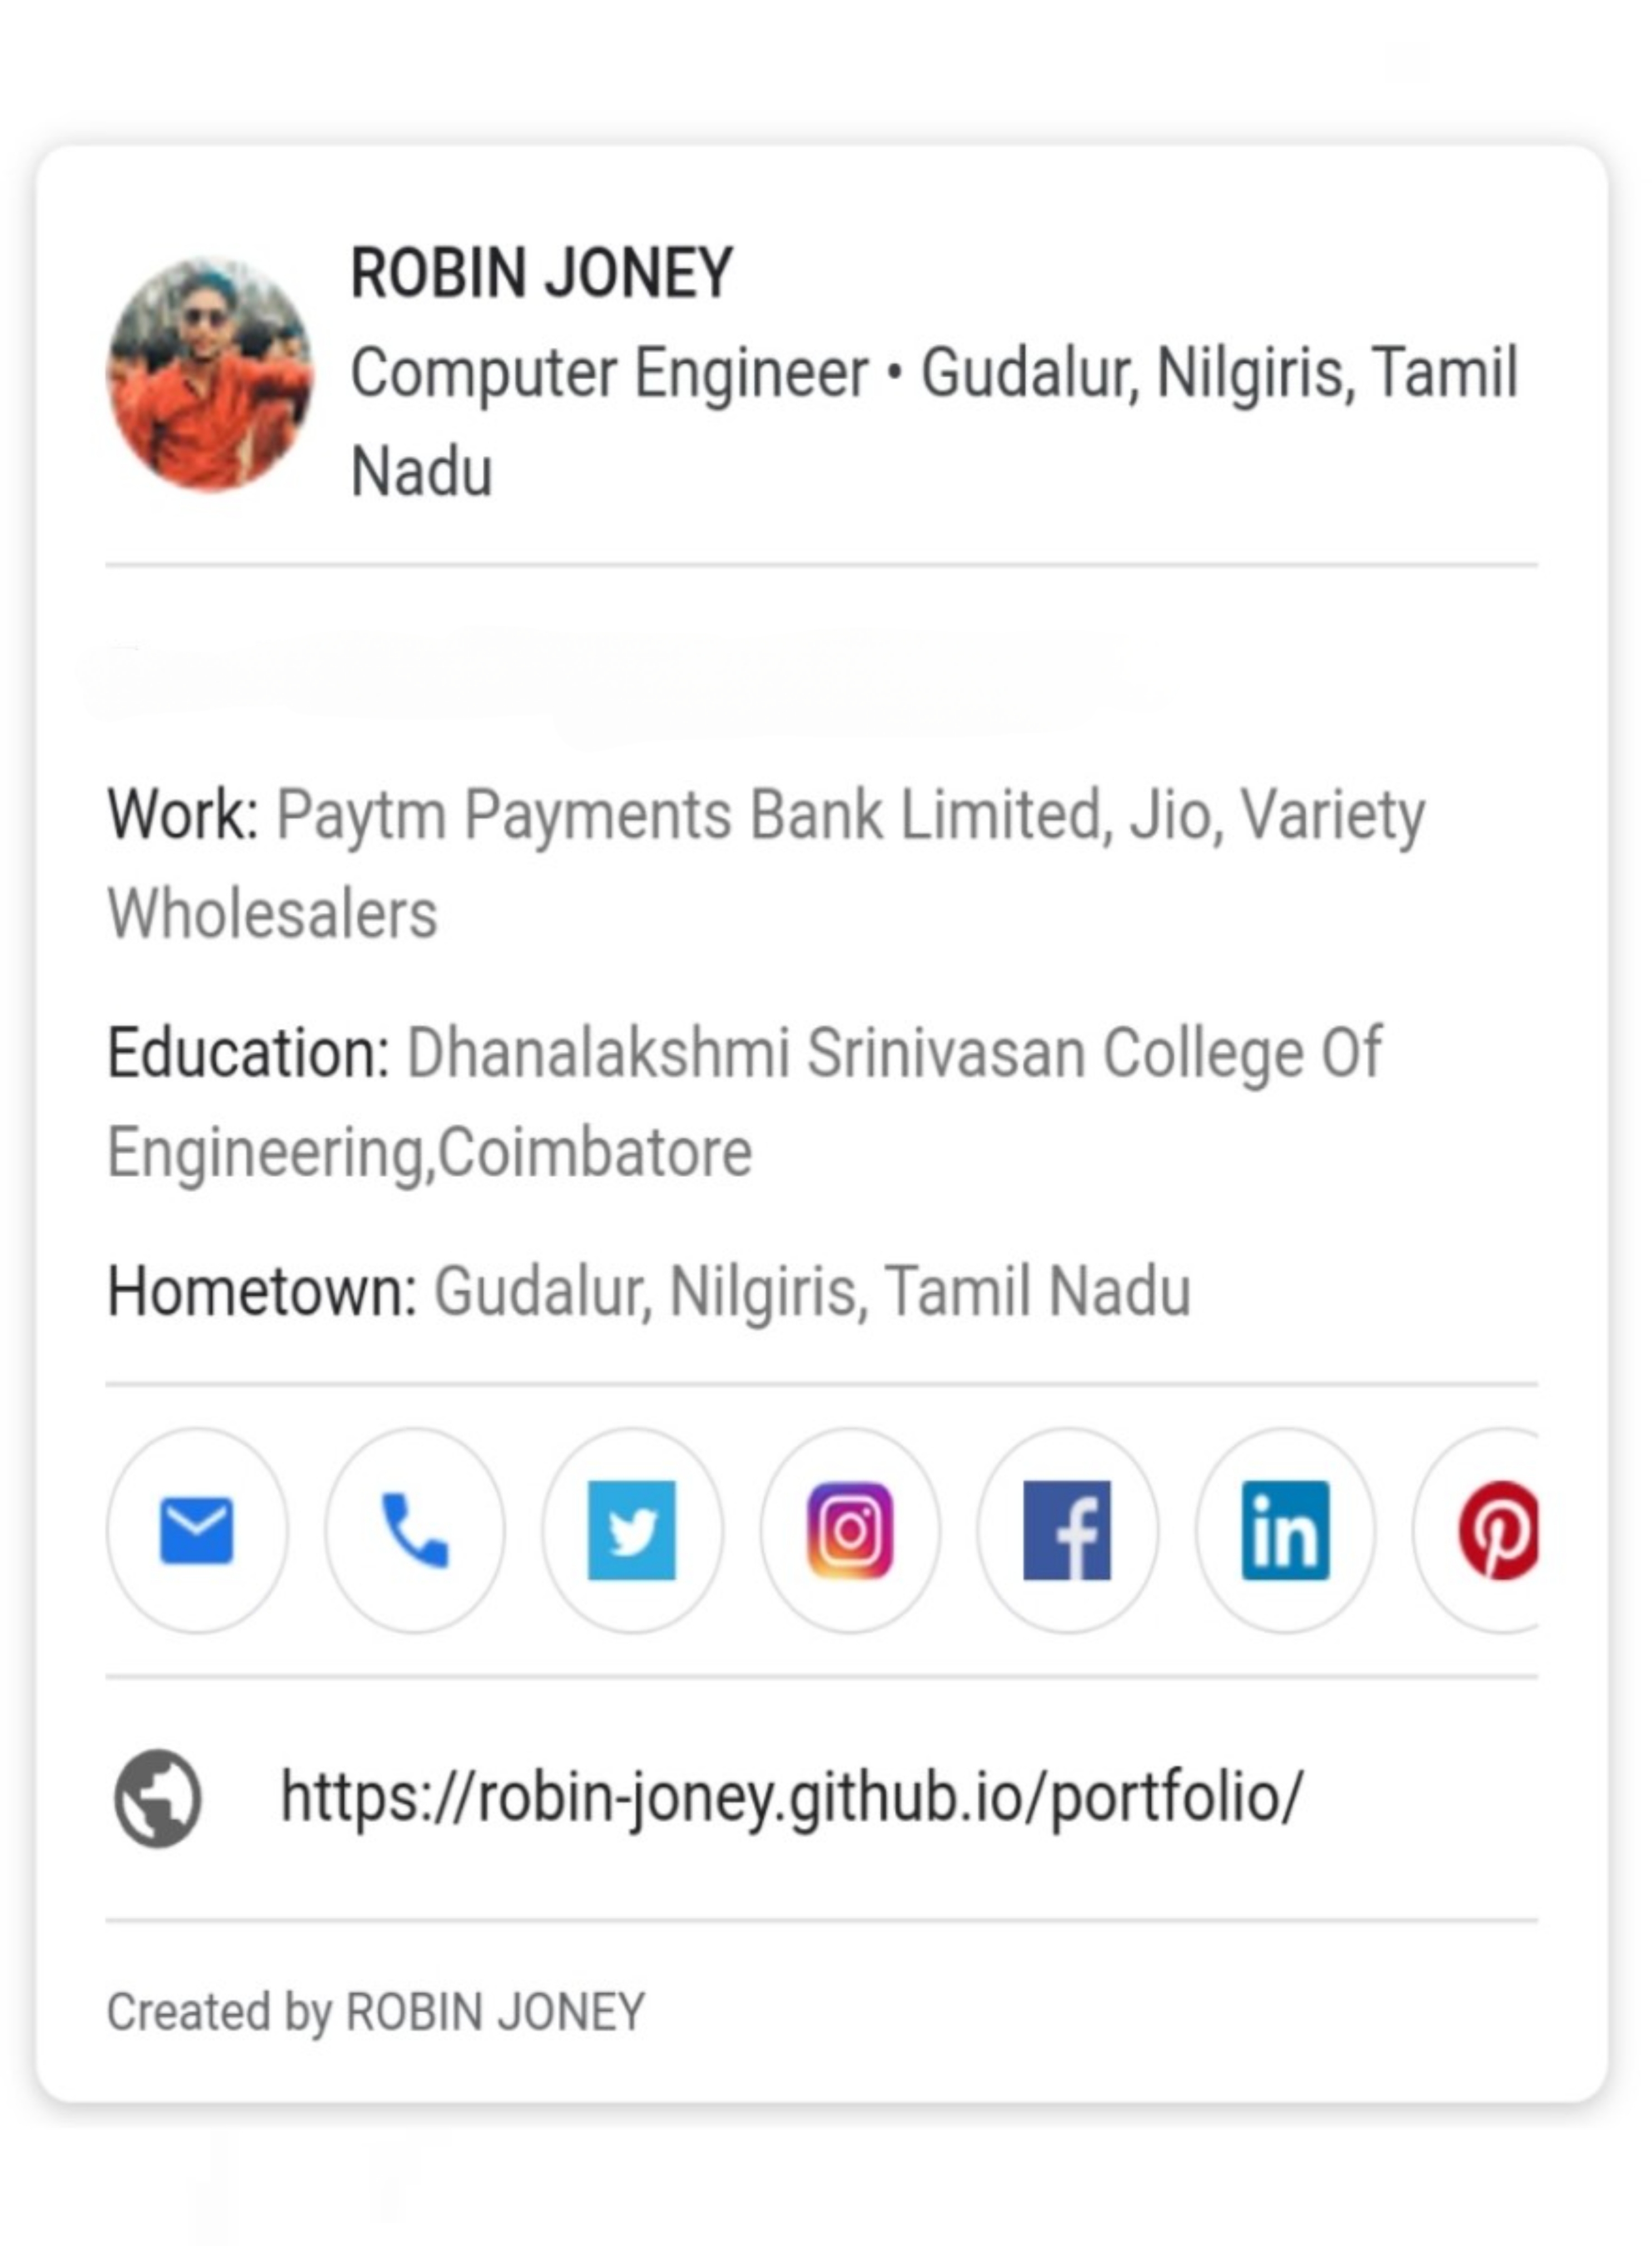 ROBIN JONEY
Computer Engineer • Gudalur, Nilgiris, Tamil
Nadu
Work: Paytm Payments Bank Limited, Jio, Variety
Wholesalers
Education: Dhanalakshmi Srinivasan College Of
Engineering,Coimbatore
Hometown: Gudalur, Nilgiris, Tamil Nadu
in
https://robin-joney.github.io/portfolio/
Created by ROBIN JONEY